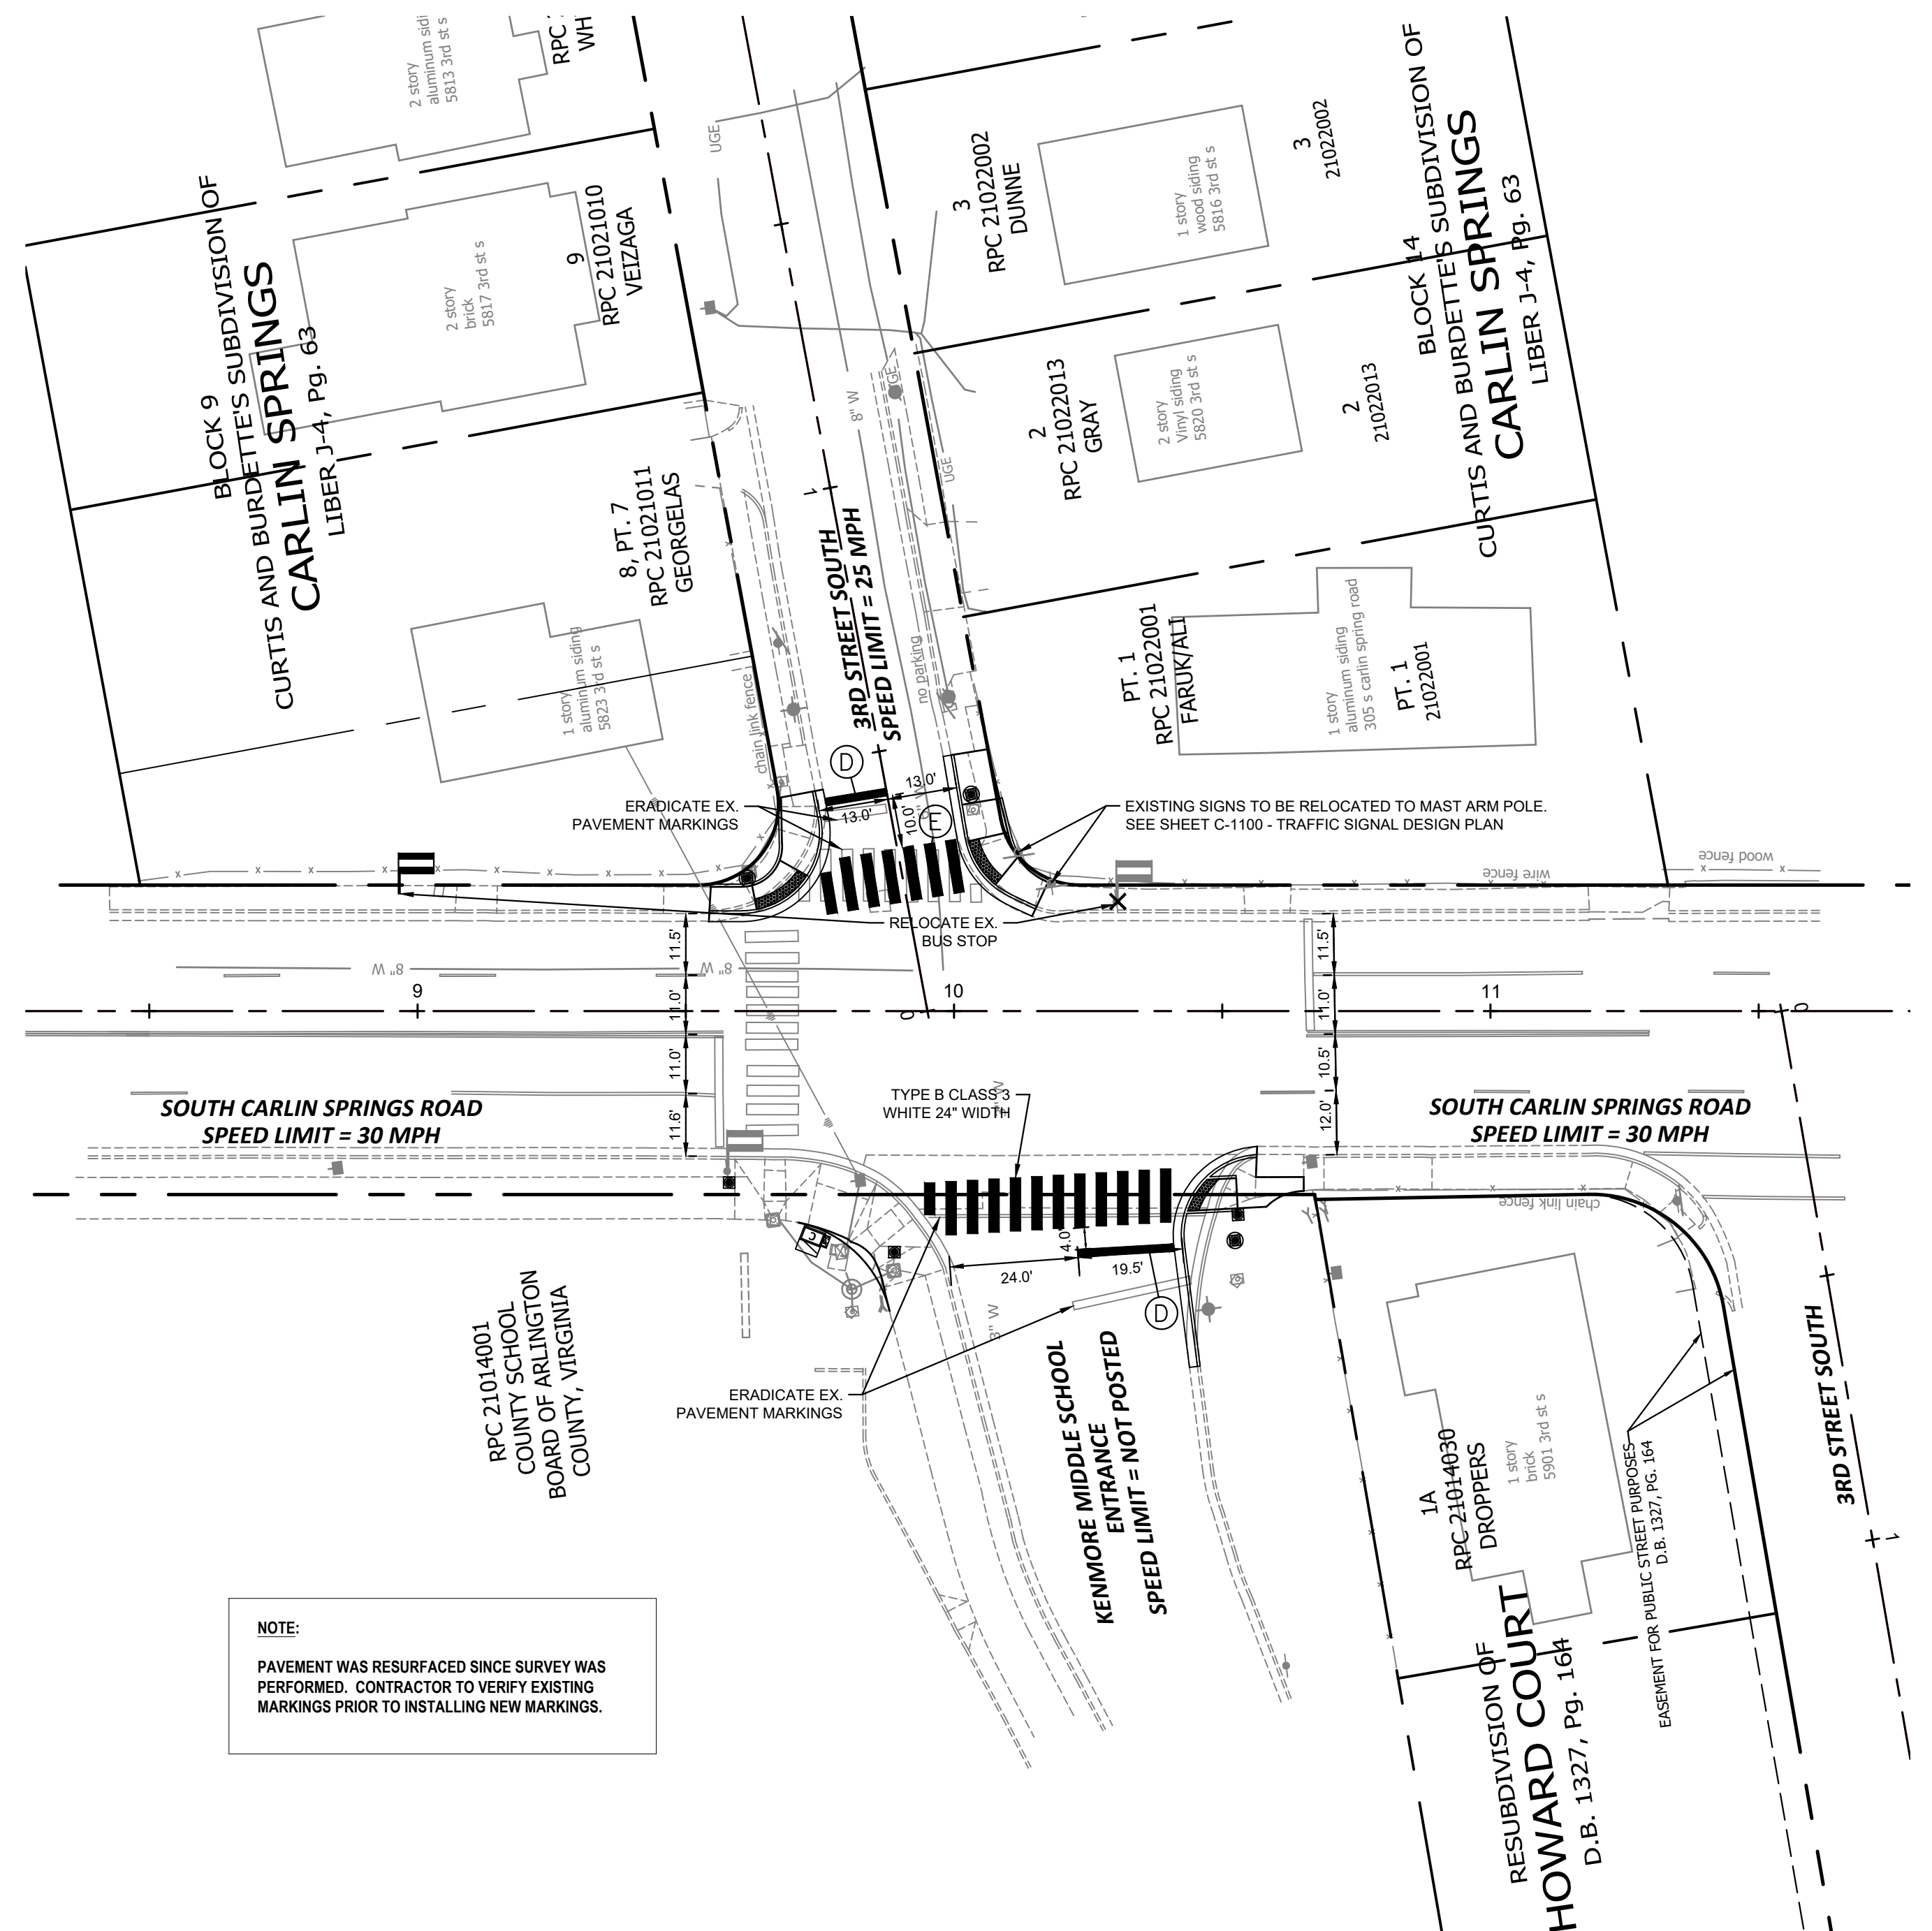 2 story
aluminum sidi
5813 3rd st s
RPC
WH
BLOCK 9
CURTIS AND BURDETTE'S SUBDIVISION OF
CARLIN SPRINGS
LIBER J-4, Pg. 63
2 story
brick
5817 3rd st s
9
RPC 21021010
VEIZAGA
UGE
3
RPC 21022002
DUNNE
1 story
wood siding
5816 3rd st s
3
21022002
BLOCK 14
CURTIS AND BURDETTE'S SUBDIVISION OF
CARLIN SPRINGS
LIBER J-4, Pg. 63
2
RPC 21022013
GRAY
2 story
Vinyl siding
5820 3rd st s
2
21022013
8" W
UGE
UGE
1
8, PT. 7
RPC 21021011
GEORGELAS
1 story
aluminum siding
5823 3rd st s
chain link fence
3RD STREET SOUTH
SPEED LIMIT = 25 MPH
no parking
PT. 1
RPC 21022001
FARUK/ALI
1 story
aluminum siding
305 s carlin spring road
PT. 1
21022001
D
13.0'
13.0'
10.0'
E
ERADICATE EX.
PAVEMENT MARKINGS
EXISTING SIGNS TO BE RELOCATED TO MAST ARM POLE.
SEE SHEET C-1100 - TRAFFIC SIGNAL DESIGN PLAN
wood fence
wire fence
RELOCATE EX.
BUS STOP
8" W
8" W
11.5'
11.0'
11.0'
11.6'
11.5'
11.0'
10.5'
12.0'
9
10
11
0
0
SOUTH CARLIN SPRINGS ROAD
SPEED LIMIT = 30 MPH
TYPE B CLASS 3
WHITE 24" WIDTH
SOUTH CARLIN SPRINGS ROAD
SPEED LIMIT = 30 MPH
chain link fence
4.0'
24.0'
19.5'
D
C
8" W
ERADICATE EX.
PAVEMENT MARKINGS
RPC 21014001
COUNTY SCHOOL
BOARD OF ARLINGTON
COUNTY, VIRGINIA
KENMORE MIDDLE SCHOOL
ENTRANCE
SPEED LIMIT = NOT POSTED
1A
RPC 21014030
DROPPERS
1 story
brick
5901 3rd st s
EASEMENT FOR PUBLIC STREET PURPOSES
D.B. 1327, PG. 164
3RD STREET SOUTH
1
RESUBDIVISION OF
HOWARD COURT
D.B. 1327, Pg. 164
NOTE:
PAVEMENT WAS RESURFACED SINCE SURVEY WAS
PERFORMED. CONTRACTOR TO VERIFY EXISTING
MARKINGS PRIOR TO INSTALLING NEW MARKINGS.